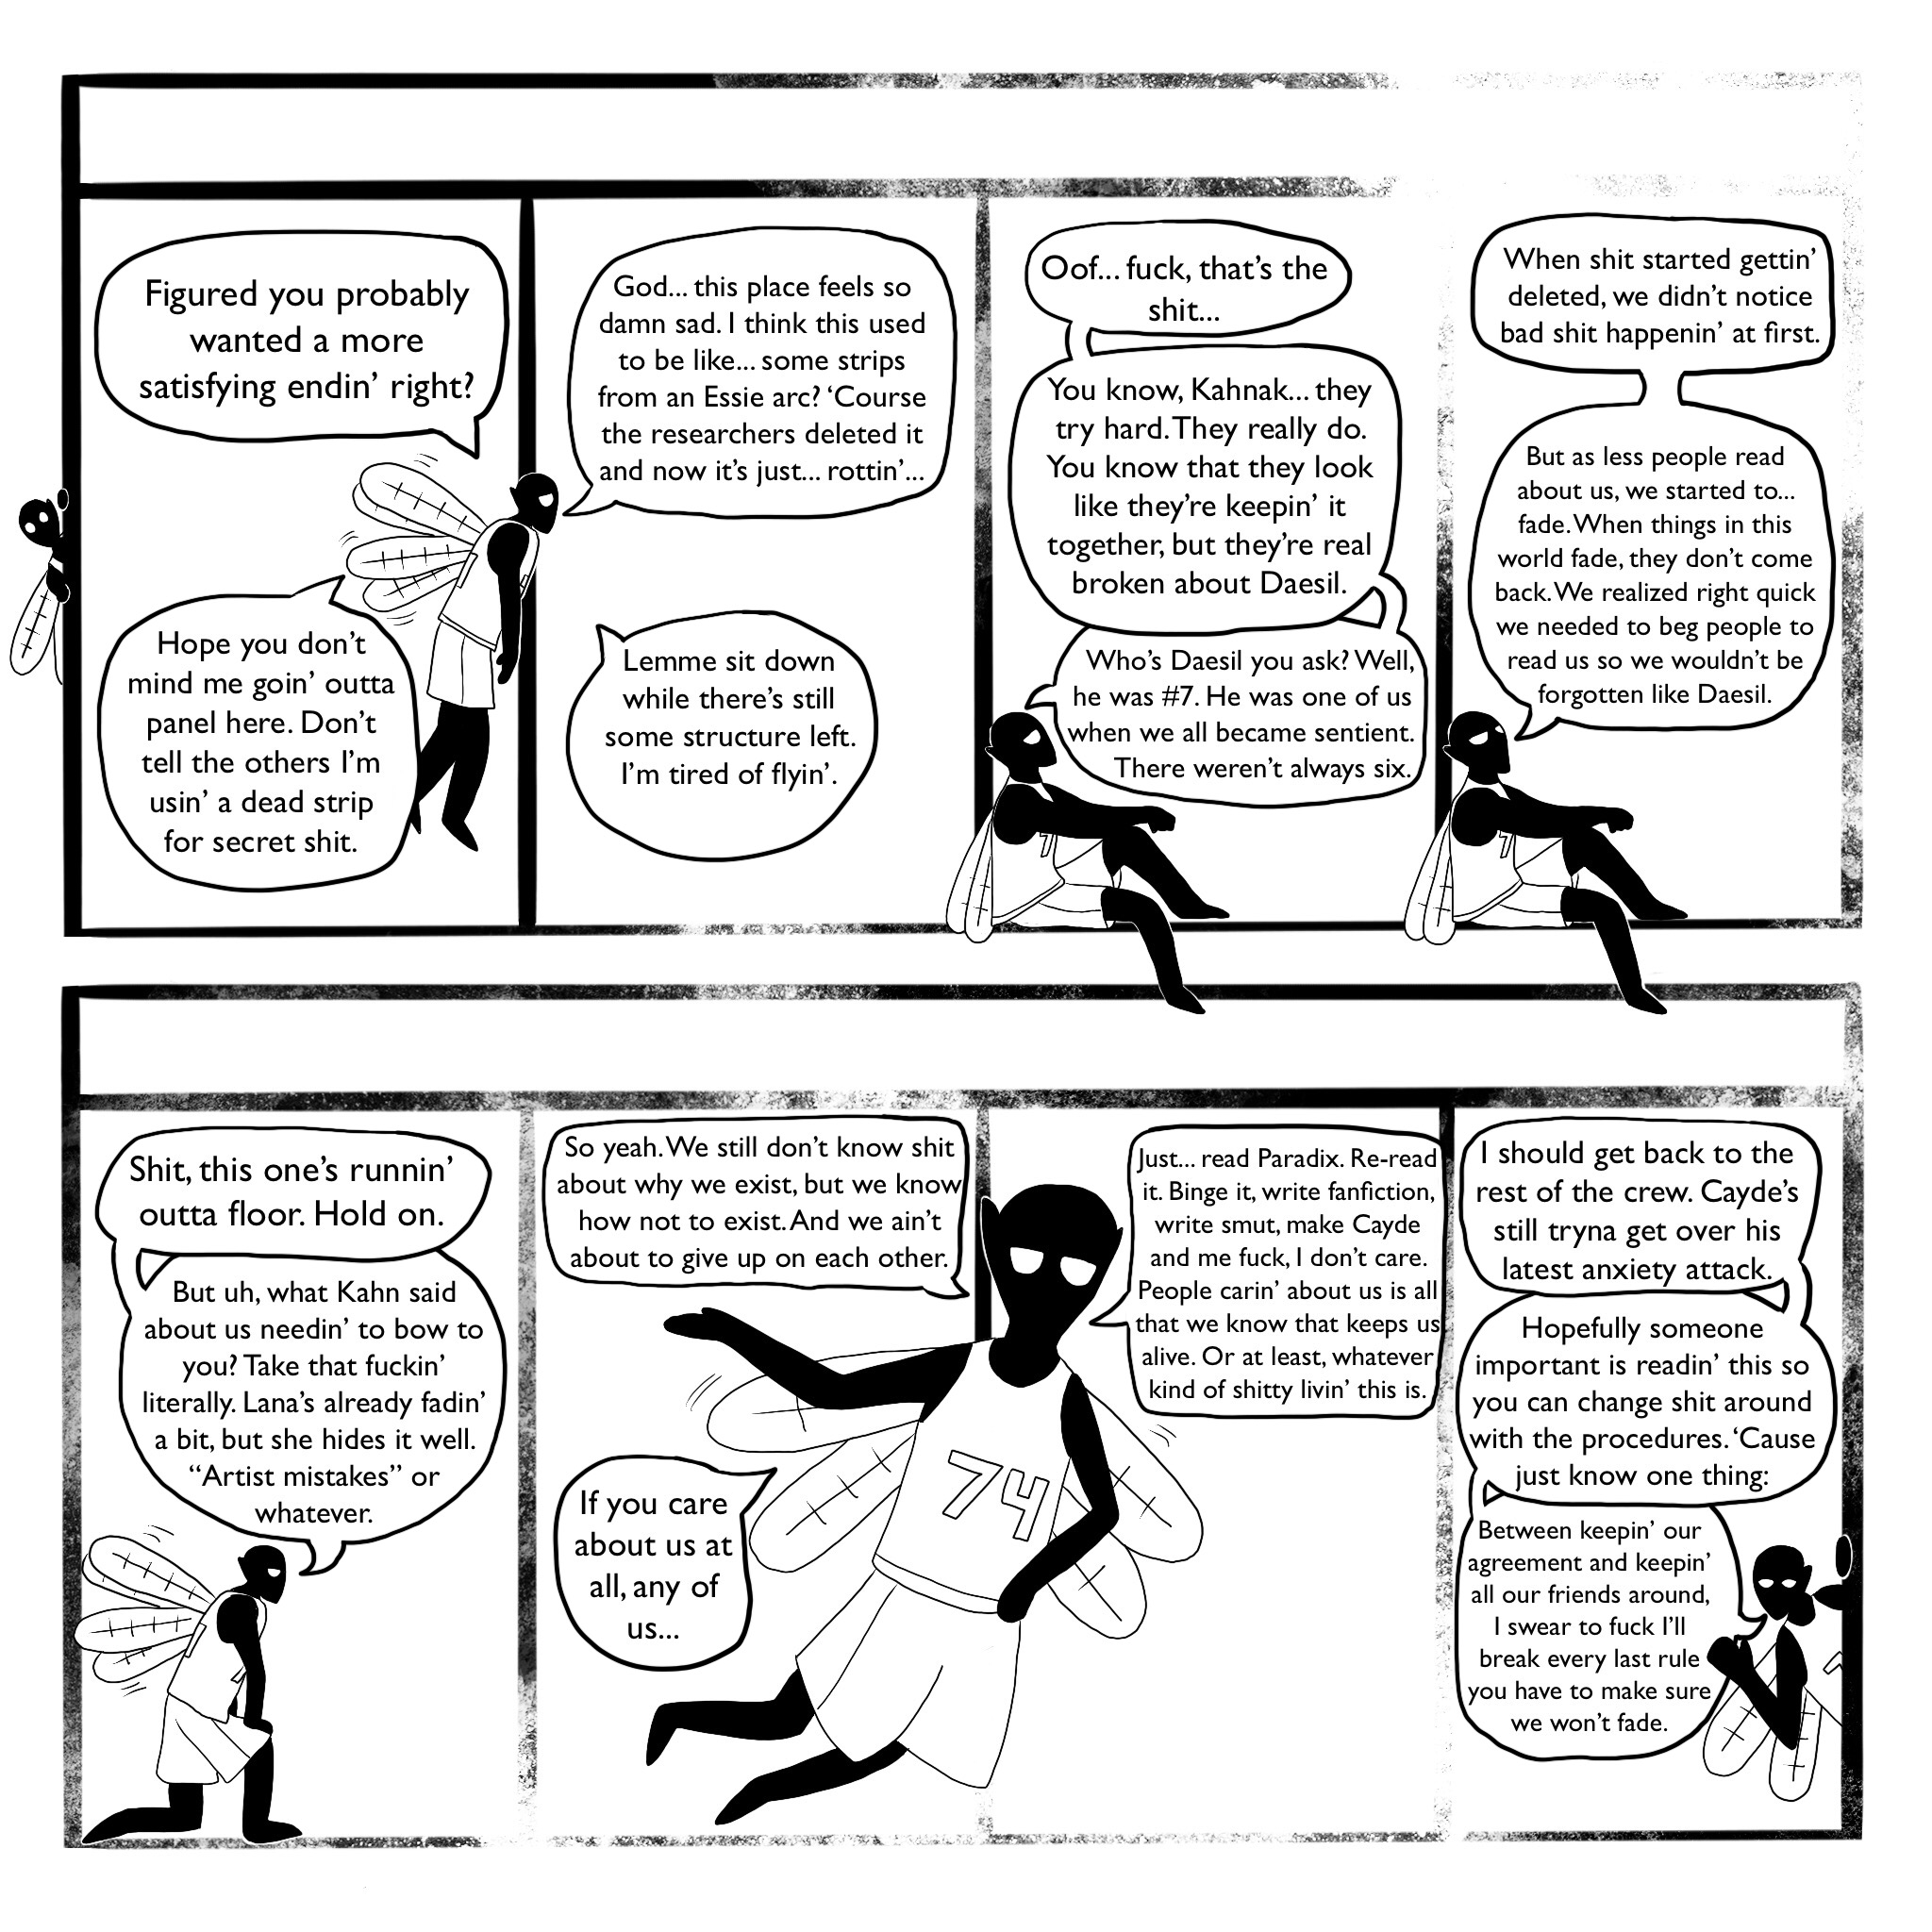 Figured you probably
wanted a more
satisfying endin' right?
Hope you don't
mind me goin' outta
panel here. Don't
tell the others I'm
usin' a dead strip
for secret shit.
God... this place feels so
damn sad. I think this used
to be like... some strips
from an Essie arc? 'Course
the researchers deleted it
and now it's just... rottin'...
Lemme sit down
while there's still
some structure left.
I'm tired of flyin'.
Oof... fuck, that's the
shit...
You know, Kahnak... they
try hard. They really do.
You know that they look
like they're keepin' it
together, but they're real
broken about Daesil.
Who's Daesil you ask? Well,
he was #7. He was one of us
when we all became sentient.
There weren't always six.
7
When shit started gettin'
deleted, we didn't notice
bad shit happenin' at first.
But as less people read
about us, we started to...
fade. When things in this
world fade, they don't come
back. We realized right quick
we needed to beg people to
read us so we wouldn't be
forgotten like Daesil.
7
Shit, this one's runnin'
outta floor. Hold on.
But uh, what Kahn said
about us needin' to bow to
you? Take that fuckin'
literally. Lana's already fadin'
a bit, but she hides it well.
“Artist mistakes” or
whatever.
So yeah. We still don't know shit
about why we exist, but we know
how not to exist. And we ain't
about to give up on each other.
If you care
about us at
all, any of
us...
74
Just... read Paradix. Re-read
it. Binge it, write fanfiction,
write smut, make Cayde
and me fuck, I don't care.
People carin' about us is all
that we know that keeps us
alive. Or at least, whatever
kind of shitty livin' this is.
I should get back to the
rest of the crew. Cayde's
still tryna get over his
latest anxiety attack.
Hopefully someone
important is readin' this so
you can change shit around
with the procedures. 'Cause
just know one thing:
Between keepin' our
agreement and keepin'
all our friends around,
I swear to fuck I'll
break every last rule
you have to make sure
we won't fade.